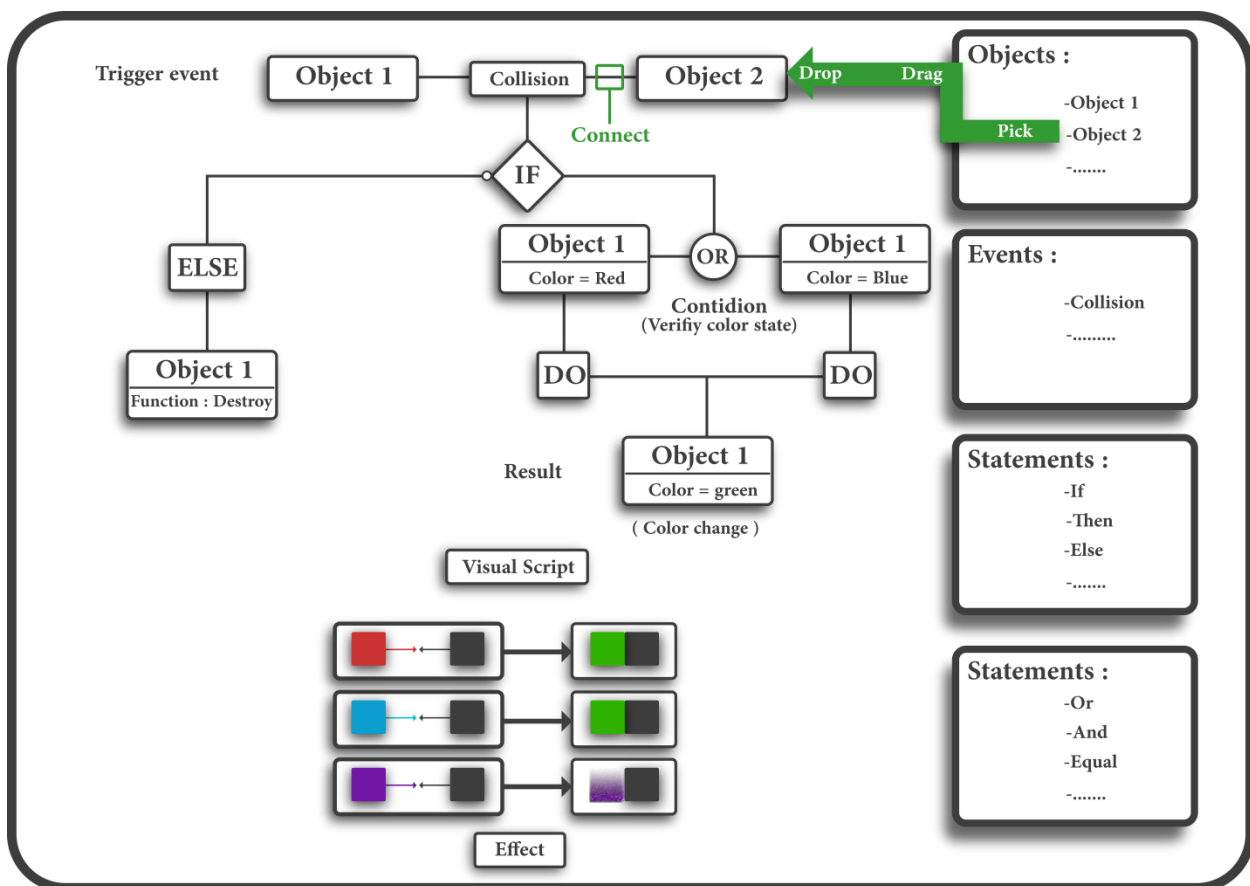 Trigger event
Object 1
Collision
Object 2
Drop
Drag
Pick
Connect
IF
ELSE
Object 1
Function : Destroy
Object 1
Color = Red
OR
Object 1
Color = Blue
Contidion
(Verifiy color state)
DO
DO
Result
Object 1
Color = green
( Color change )
Visual Script
Effect
Objects :
-Object 1
-Object 2
-.......
Events :
-Collision
-.........
Statements :
-If
-Then
-Else
-.......
Statements :
-Or
-And
-Equal
-.......